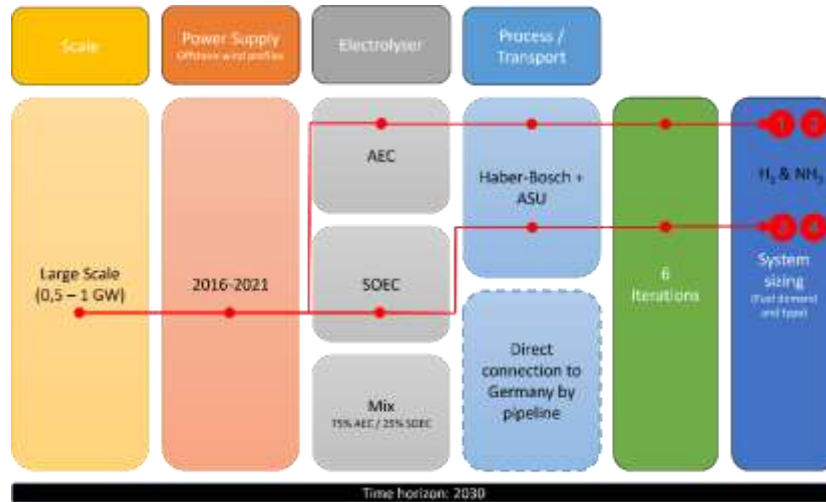 Scale
Power Supply
Offshore wind profiles
Electrolyser
Process /
Transport
AEC
Haber-Bosch +
ASU
1 2
H₂ & NH₃
3 4
Large Scale
(0,5 – 1 GW)
2016-2021
SOEC
6
Iterations
System
sizing
(Fuel demand
and type)
Mix
75% AEC / 25% SOEC
Direct
connection to
Germany by
pipeline
Time horizon: 2030